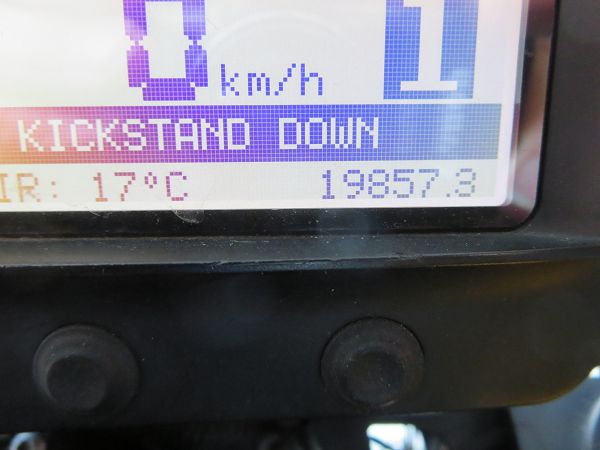 0 km/h 1
KICKSTAND DOWN
IR: 17°C 19857.3